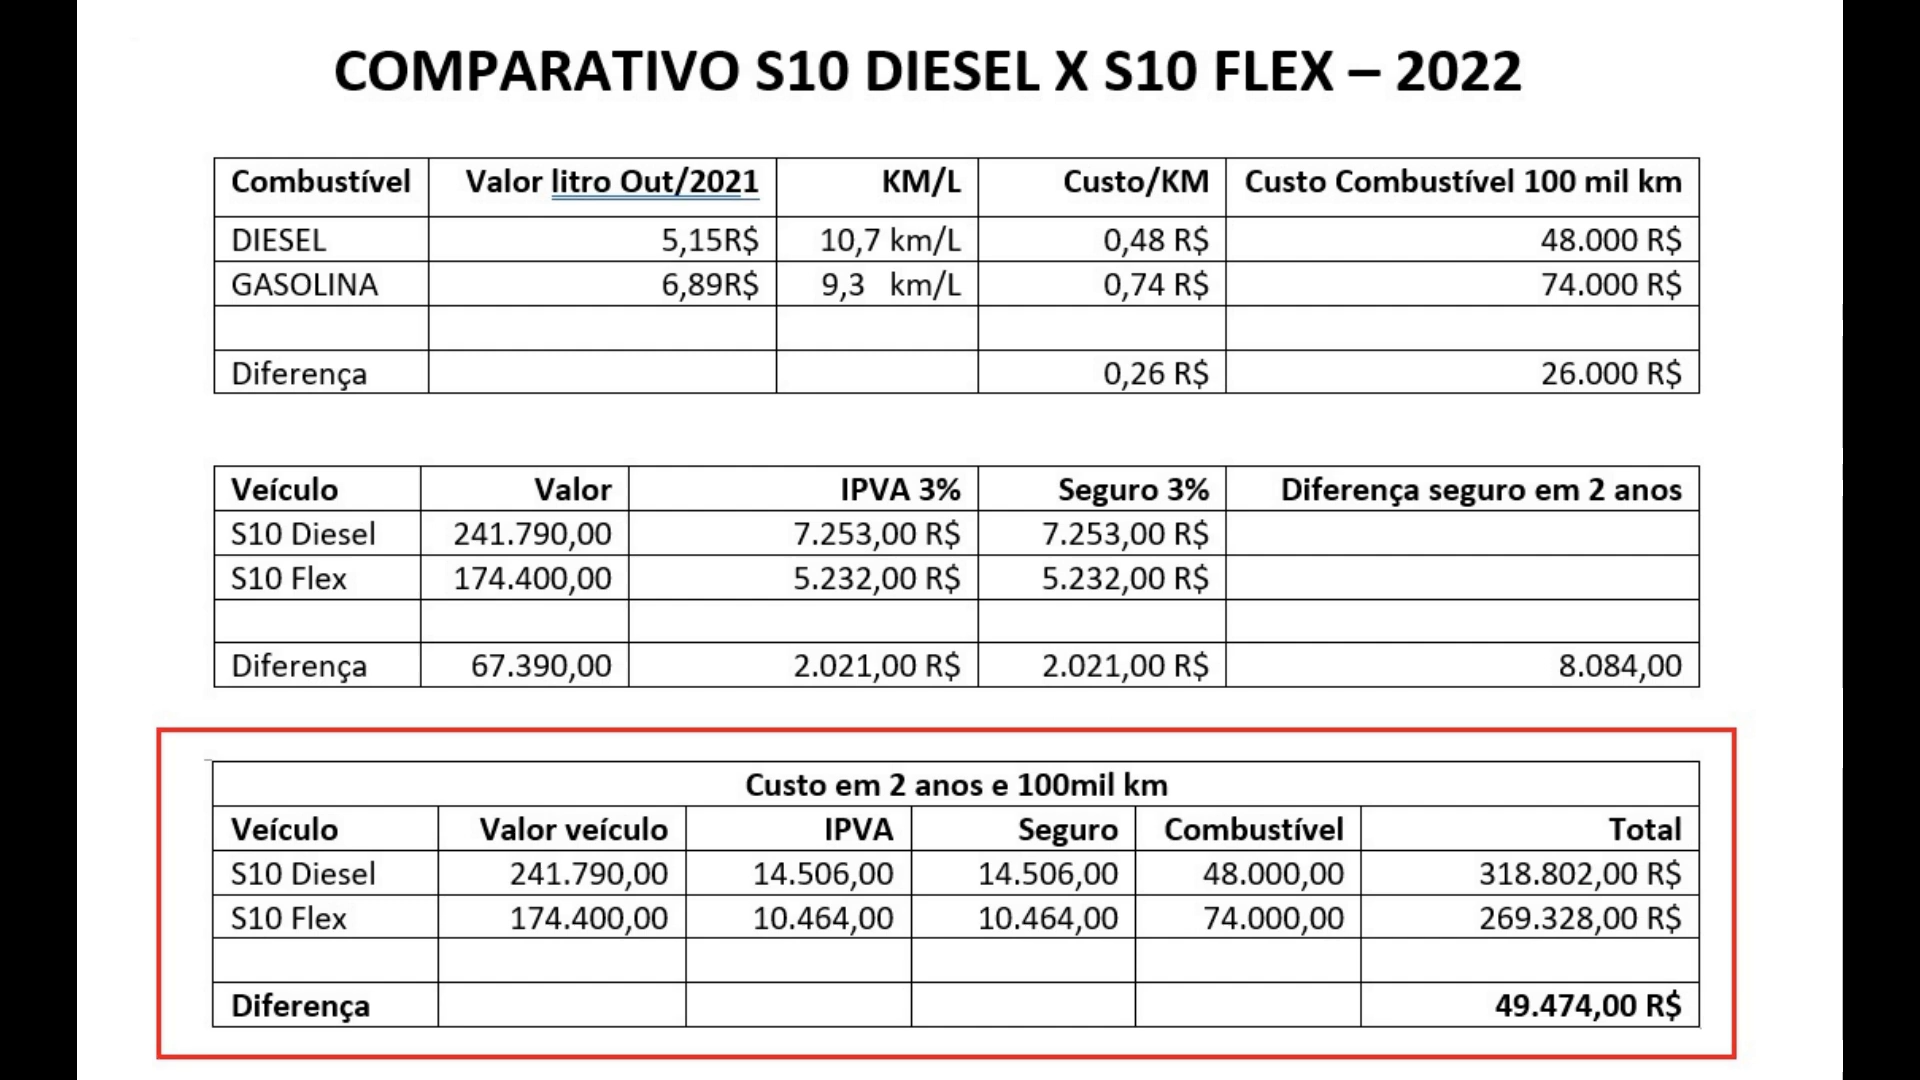 COMPARATIVO S10 DIESEL X S10 FLEX – 2022
Combustível Valor litro Out/2021 KM/L Custo/KM Custo Combustível 100 mil km
DIESEL 5,15R$ 10,7 km/L 0,48 R$ 48.000 R$
GASOLINA 6,89R$ 9,3 km/L 0,74 R$ 74.000 R$
Diferença 0,26 R$ 26.000 R$
Veículo Valor IPVA 3% Seguro 3% Diferença seguro em 2 anos
S10 Diesel 241.790,00 7.253,00 R$ 7.253,00 R$
S10 Flex 174.400,00 5.232,00 R$ 5.232,00 R$
Diferença 67.390,00 2.021,00 R$ 2.021,00 R$ 8.084,00
Custo em 2 anos e 100mil km
Veículo Valor veículo IPVA Seguro Combustível Total
S10 Diesel 241.790,00 14.506,00 14.506,00 48.000,00 318.802,00 R$
S10 Flex 174.400,00 10.464,00 10.464,00 74.000,00 269.328,00 R$
Diferença 49.474,00 R$